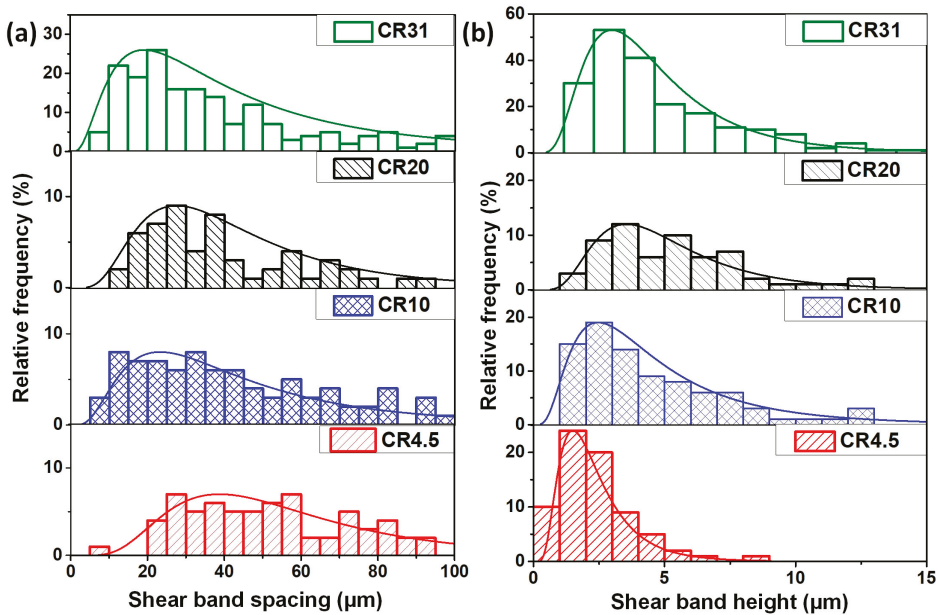 (a)
CR31
30
20
10
0
CR20
10
0
CR10
10
0
CR4.5
10
0
0 20 40 60 80 100
Shear band spacing (μm)
Relative frequency (%)
(b)
CR31
60
40
20
0
CR20
20
10
0
CR10
20
10
0
CR4.5
20
10
0
0 5 10 15
Shear band height (μm)
Relative frequency (%)